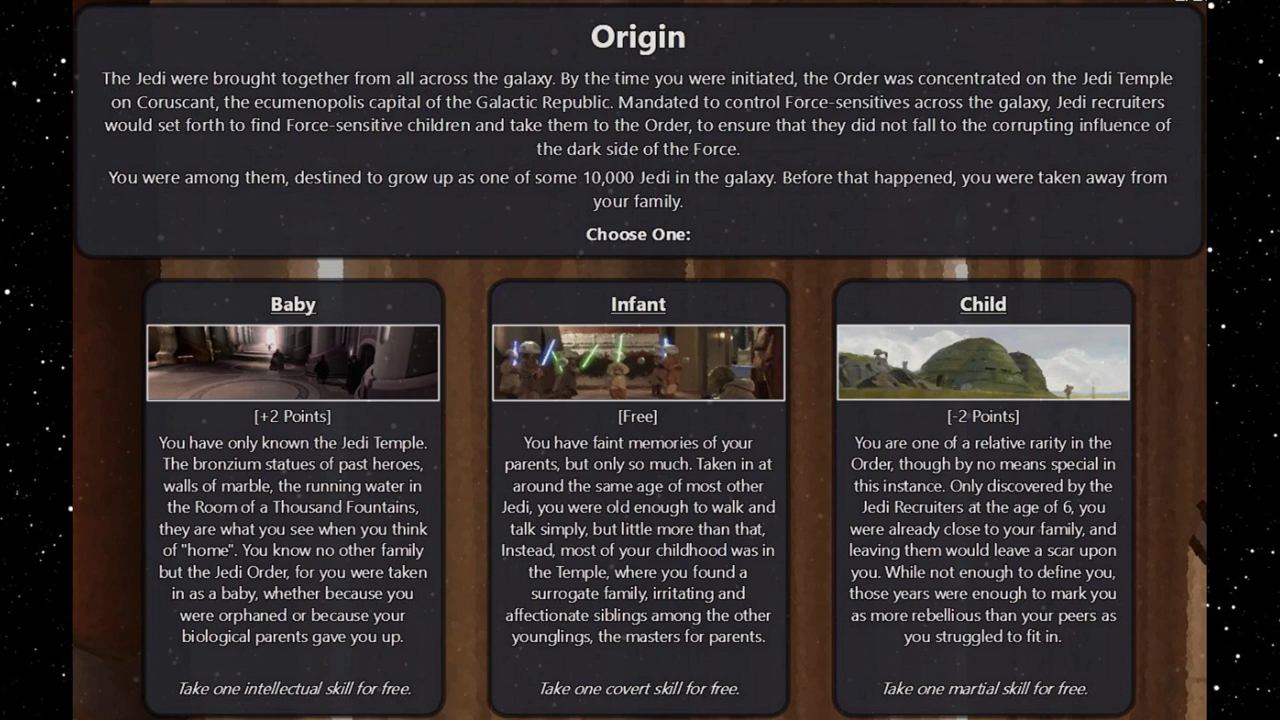 Origin
The Jedi were brought together from all across the galaxy. By the time you were initiated, the Order was concentrated on the Jedi Temple
on Coruscant, the ecumenopolis capital of the Galactic Republic. Mandated to control Force-sensitives across the galaxy, Jedi recruiters
would set forth to find Force-sensitive children and take them to the Order, to ensure that they did not fall to the corrupting influence of
the dark side of the Force.
You were among them, destined to grow up as one of some 10,000 Jedi in the galaxy. Before that happened, you were taken away from
your family.
Choose One:
Baby
[+2 Points]
You have only known the Jedi Temple.
The bronzium statues of past heroes,
walls of marble, the running water in
the Room of a Thousand Fountains,
they are what you see when you think
of "home". You know no other family
but the Jedi Order, for you were taken
in as a baby, whether because you
were orphaned or because your
biological parents gave you up.
Take one intellectual skill for free.
Infant
[Free]
You have faint memories of your
parents, but only so much. Taken in at
around the same age of most other
Jedi, you were old enough to walk and
talk simply, but little more than that,
Instead, most of your childhood was in
the Temple, where you found a
surrogate family, irritating and
affectionate siblings among the other
younglings, the masters for parents.
Take one covert skill for free.
Child
[-2 Points]
You are one of a relative rarity in the
Order, though by no means special in
this instance. Only discovered by the
Jedi Recruiters at the age of 6, you
were already close to your family, and
leaving them would leave a scar upon
you. While not enough to define you,
those years were enough to mark you
as more rebellious than your peers as
you struggled to fit in.
Take one martial skill for free.